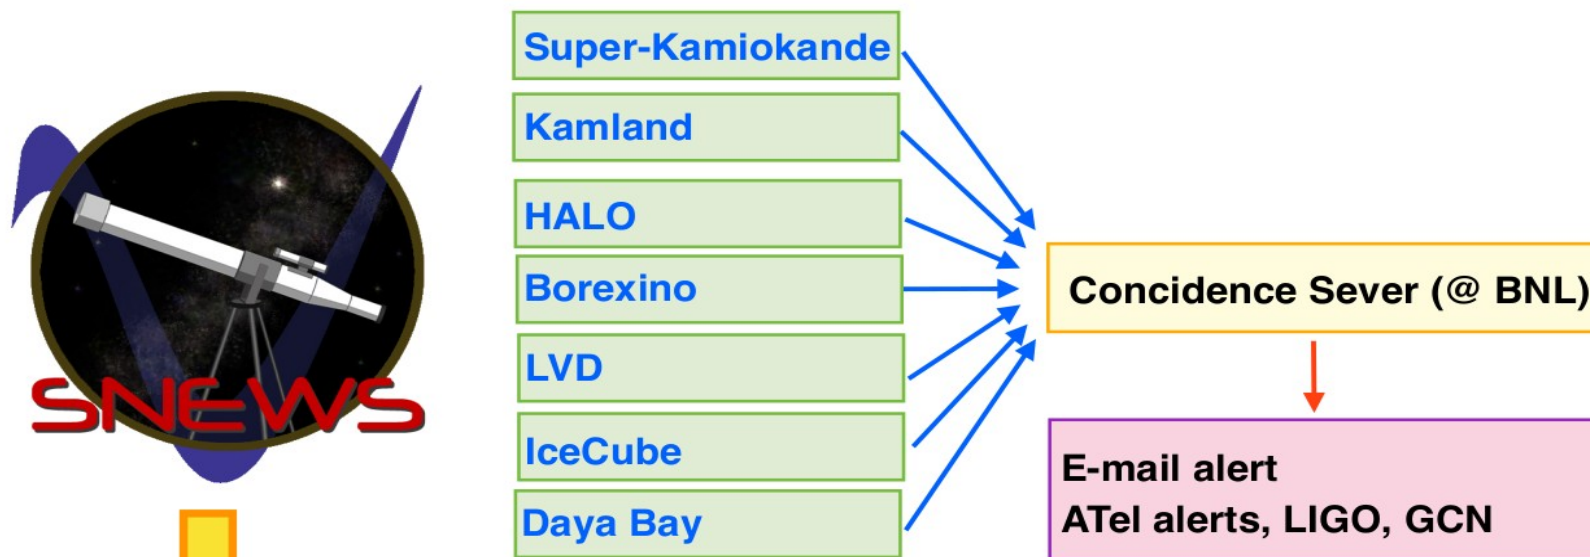 SNEWS
Super-Kamiokande
Kamland
HALO
Borexino
LVD
IceCube
Daya Bay
Concidence Sever (@ BNL)
E-mail alert
ATel alerts, LIGO, GCN